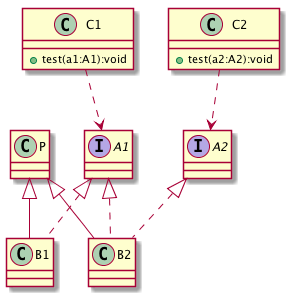 C C1
C C2
test(a1:A1):void
test(a2:A2):void
C P
I A1
I A2
C B1
C B2